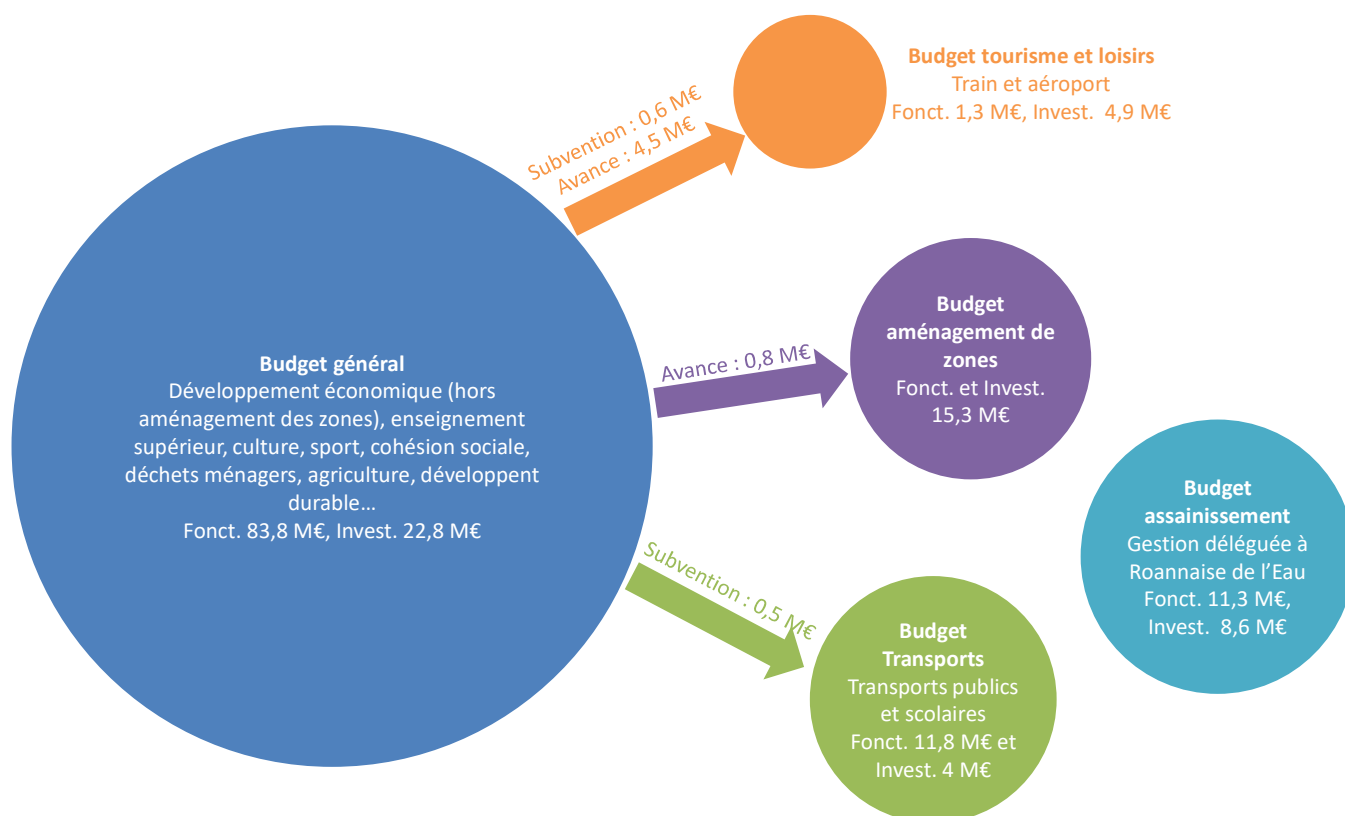 Budget tourisme et loisirs
Train et aéroport
Fonct. 1,3 M€, Invest.  4,9 M€
Subvention : 0,6 M€
Avance : 4,5 M€
Budget général
Développement économique (hors
aménagement des zones), enseignement
supérieur, culture, sport, cohésion sociale,
déchets ménagers, agriculture, développent
durable…
Fonct. 83,8 M€, Invest. 22,8 M€
Avance : 0,8 M€
Budget
aménagement de
zones
Fonct. et Invest.
15,3 M€
Budget
assainissement
Gestion déléguée à
Roannaise de l’Eau
Fonct. 11,3 M€,
Invest.  8,6 M€
Subvention : 0,5 M€
Budget
Transports
Transports publics
et scolaires
Fonct. 11,8 M€ et
Invest. 4 M€